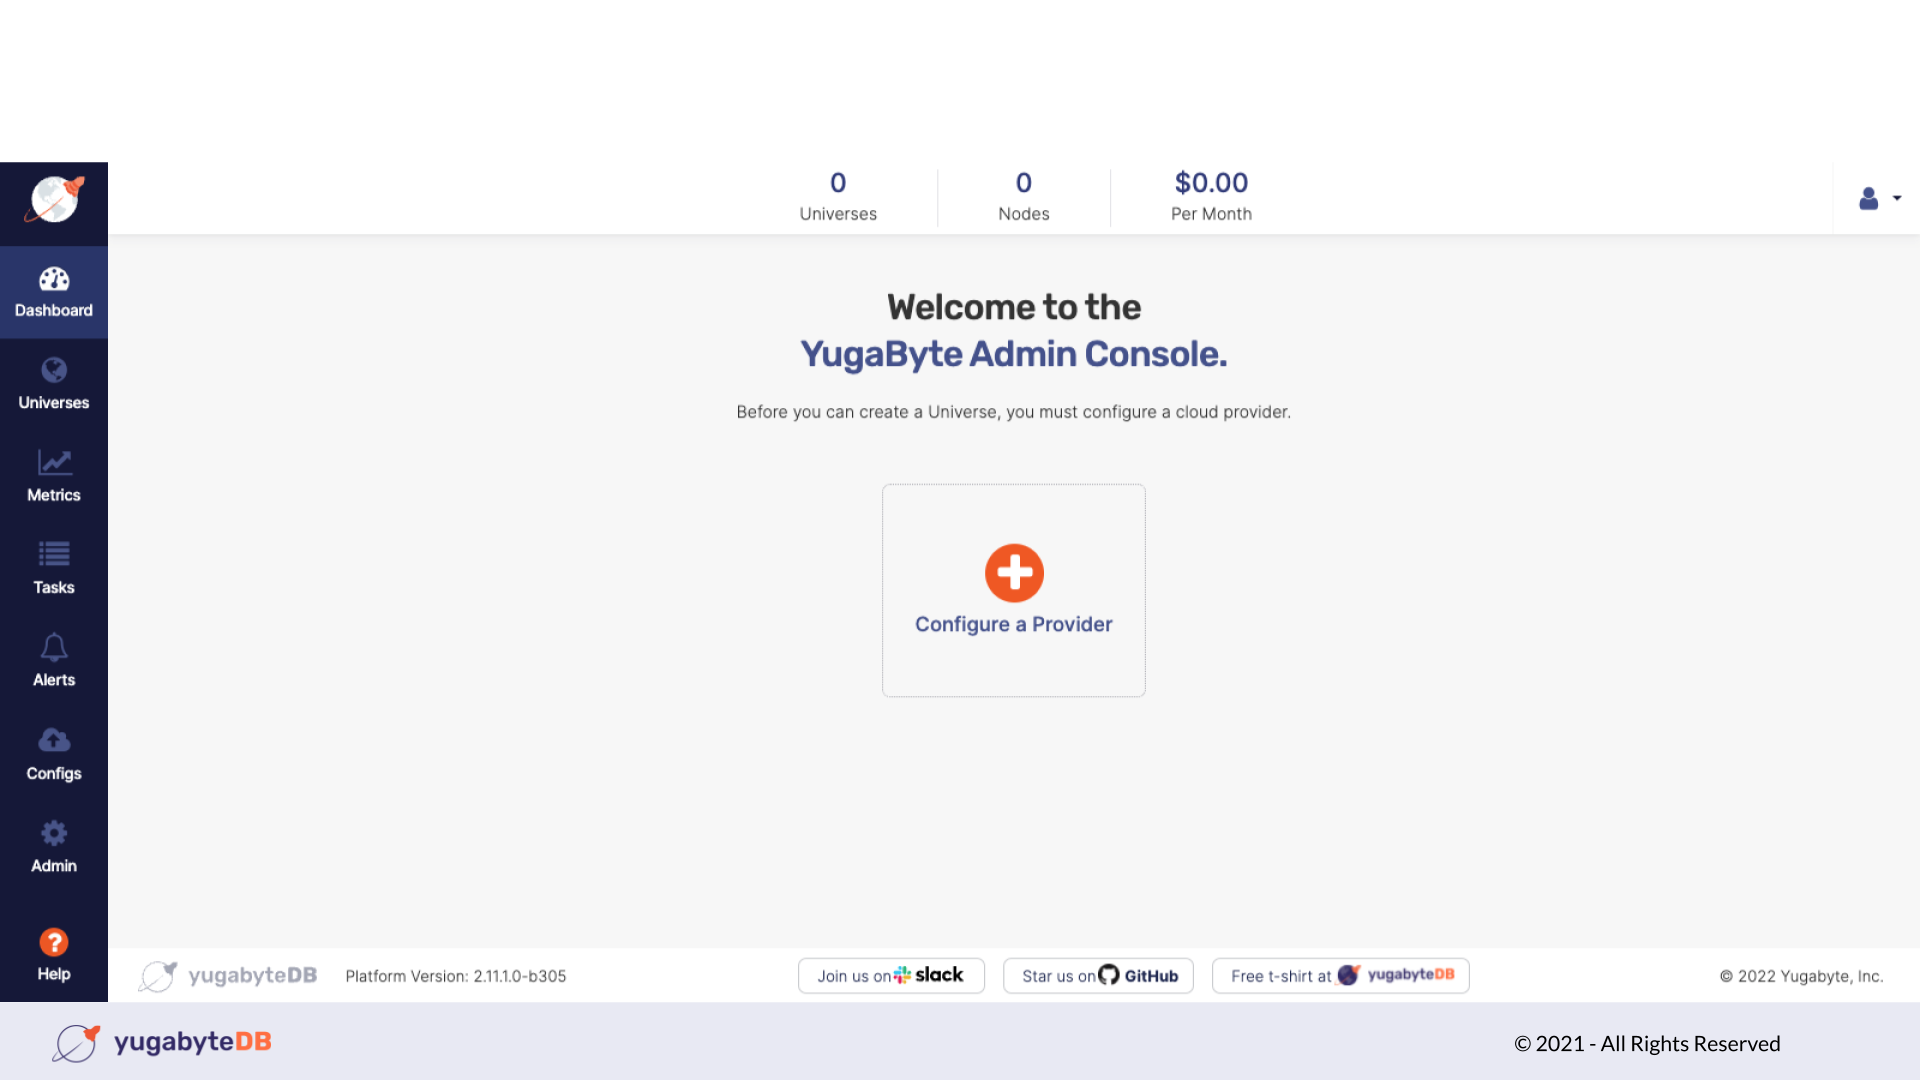 0
Universes
0
Nodes
$0.00
Per Month
Dashboard
Universes
Metrics
Tasks
Alerts
Configs
Admin
? 
Help
Welcome to the
YugaByte Admin Console.
Before you can create a Universe, you must configure a cloud provider.
Configure a Provider
yugabyteDB
Platform Version: 2.11.1.0-b305
Join us on slack
Star us on GitHub
Free t-shirt at yugabyteDB
© 2022 Yugabyte, Inc.
yugabyteDB
© 2021 - All Rights Reserved